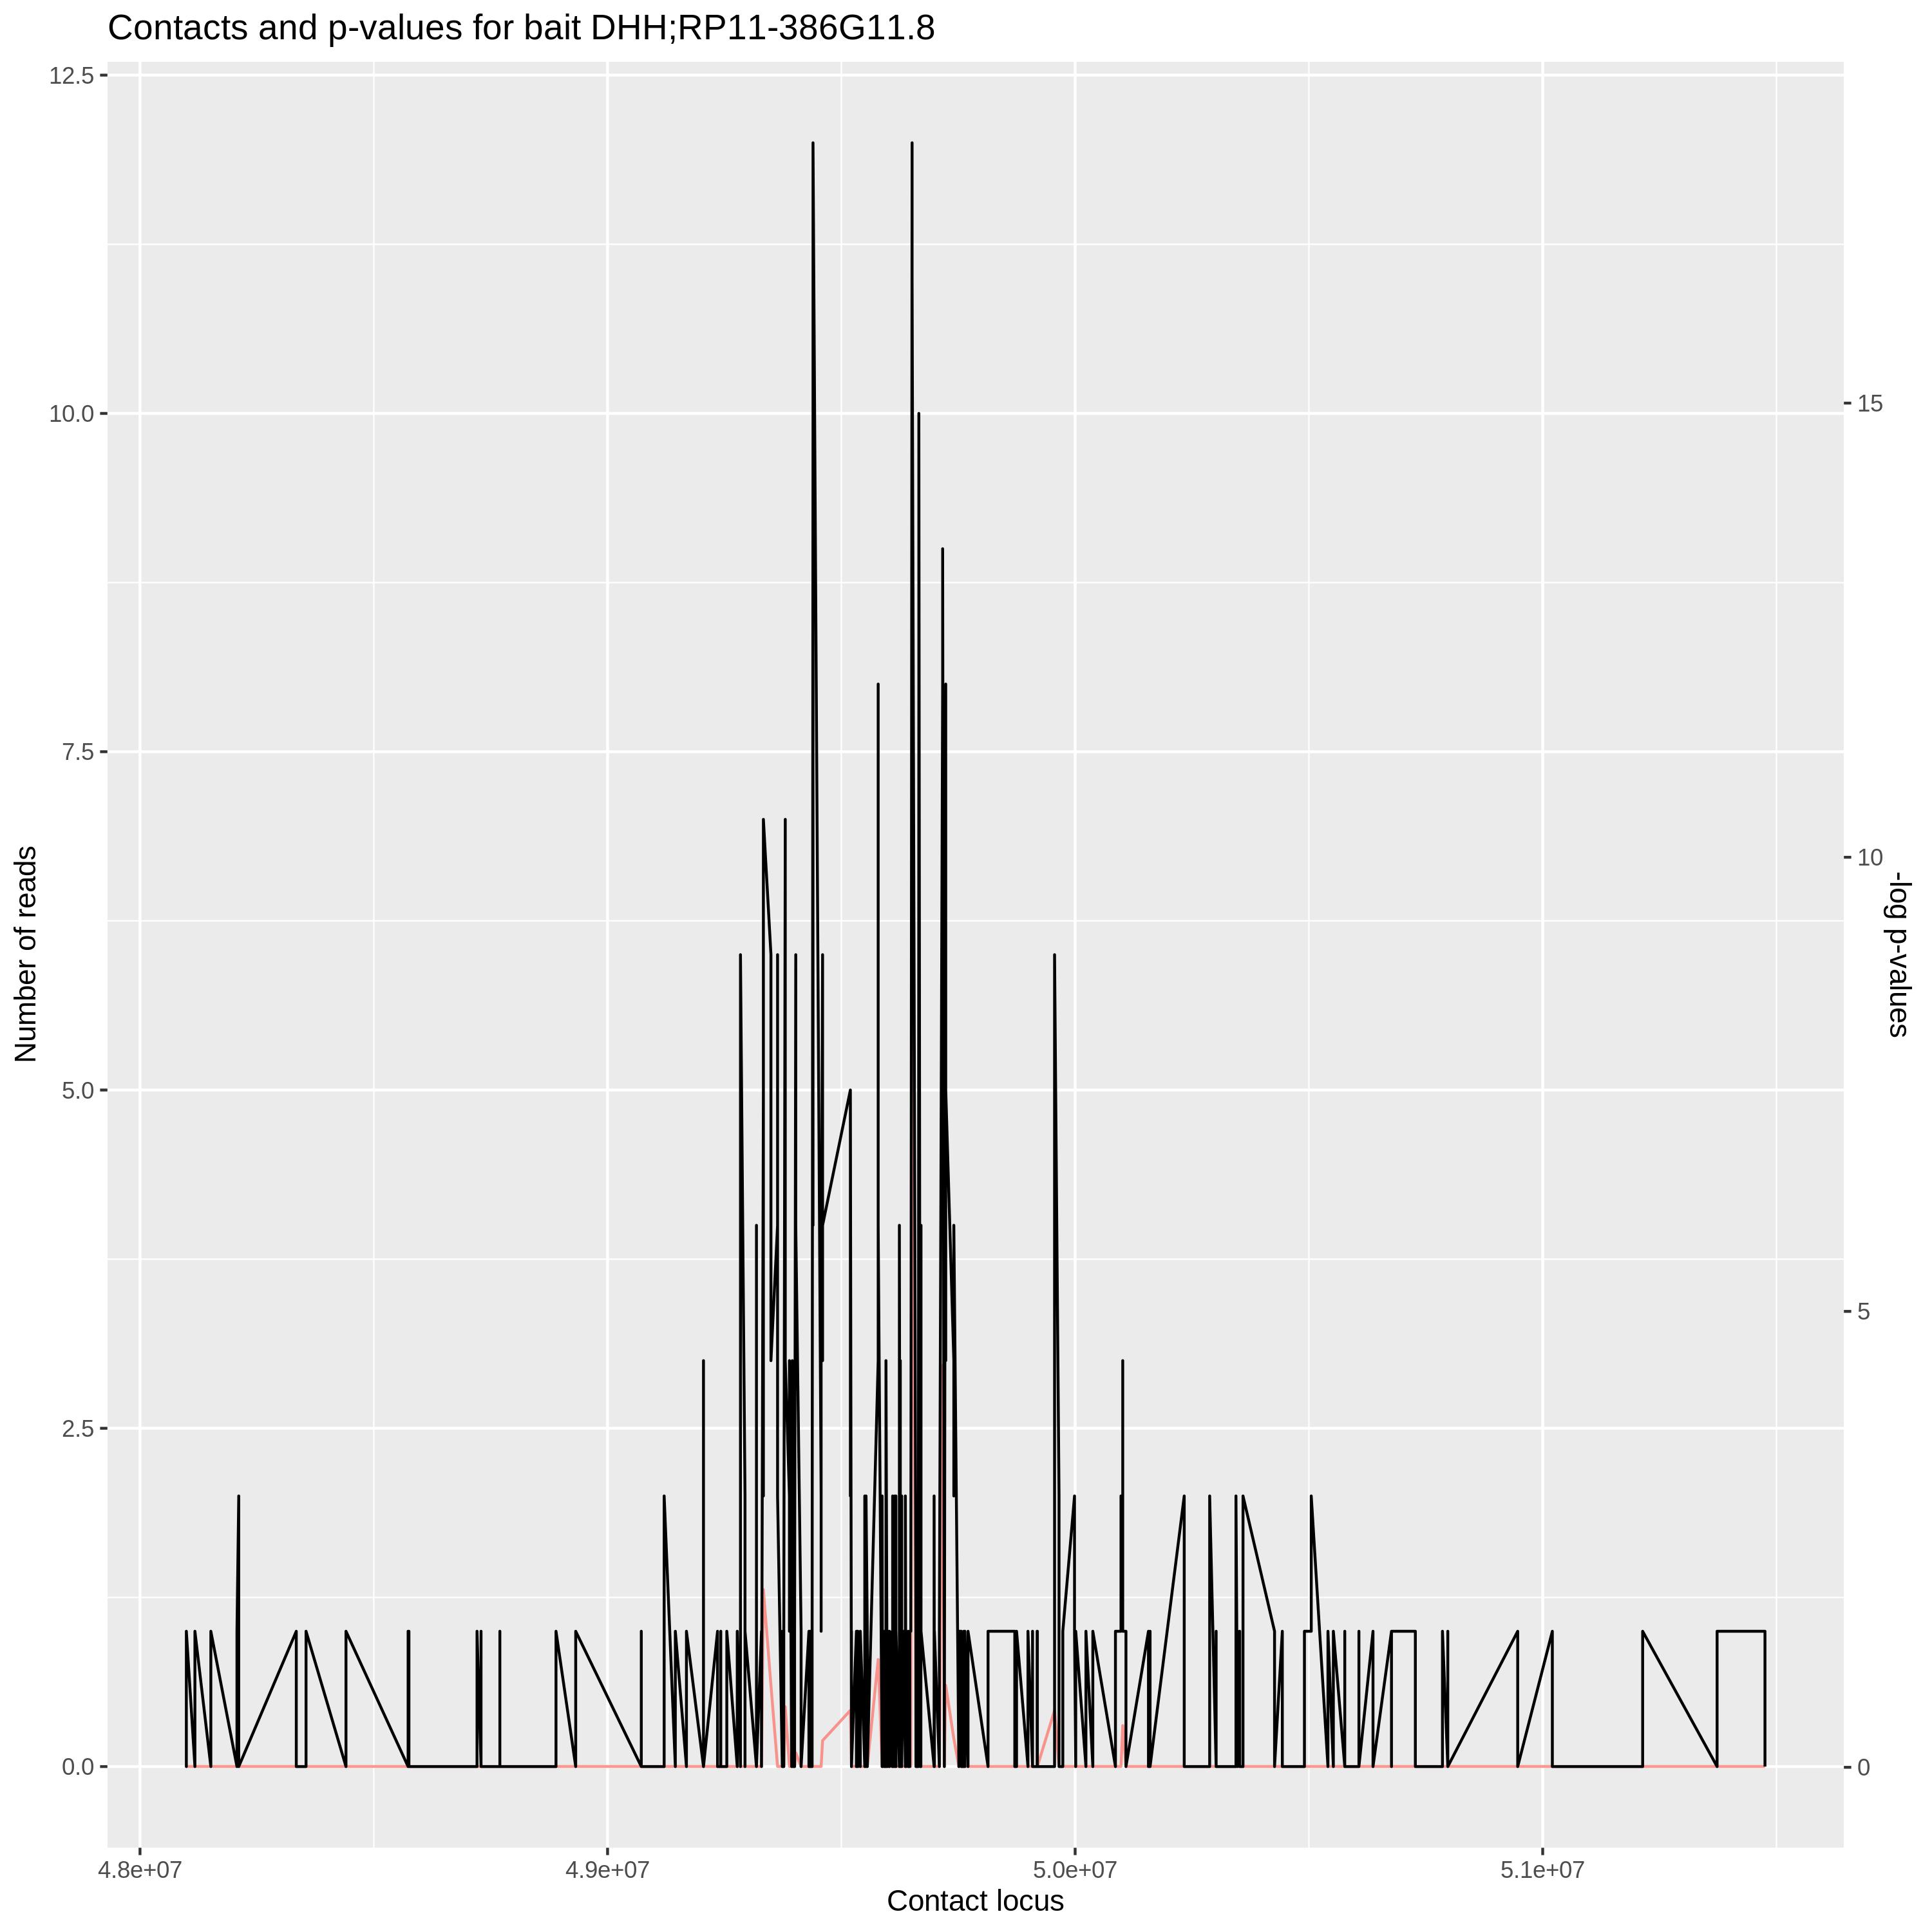 Contacts and p-values for bait DHH;RP11-386G11.8
12.5
10.0
7.5
5.0
2.5
0.0
Number of reads
15
10
5
0
-log p-values
4.8e+07
4.9e+07
5.0e+07
5.1e+07
Contact locus